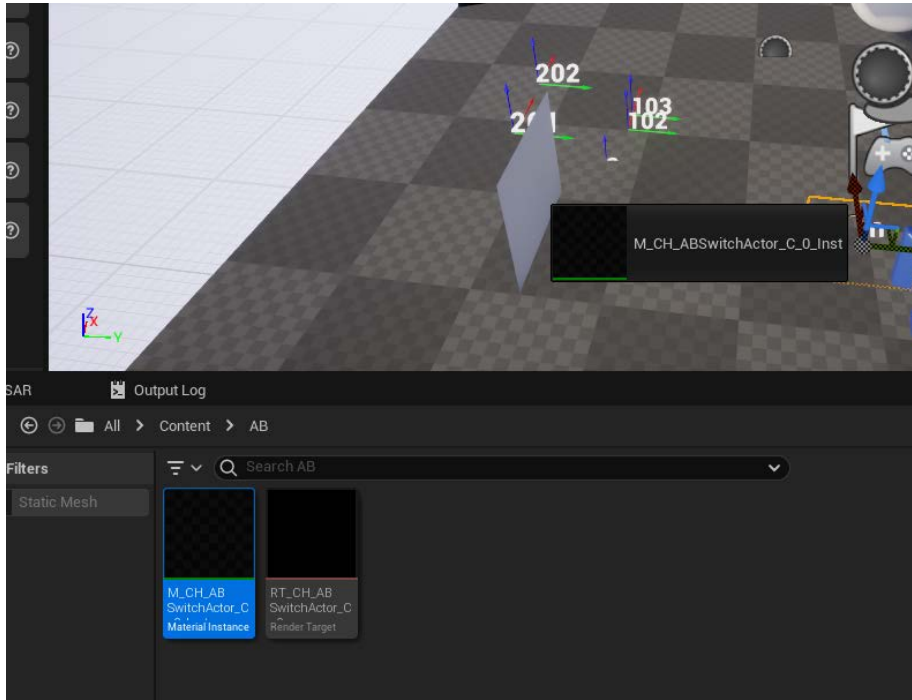 202
103
102
M_CH_ABSwitchActor_C_0_Inst
Z
X
Y
SAR
Output Log
All > Content > AB
Filters
Search AB
Static Mesh
M_CH_AB
SwitchActor_C
Material Instance
RT_CH_AB
SwitchActor_C
Render Target